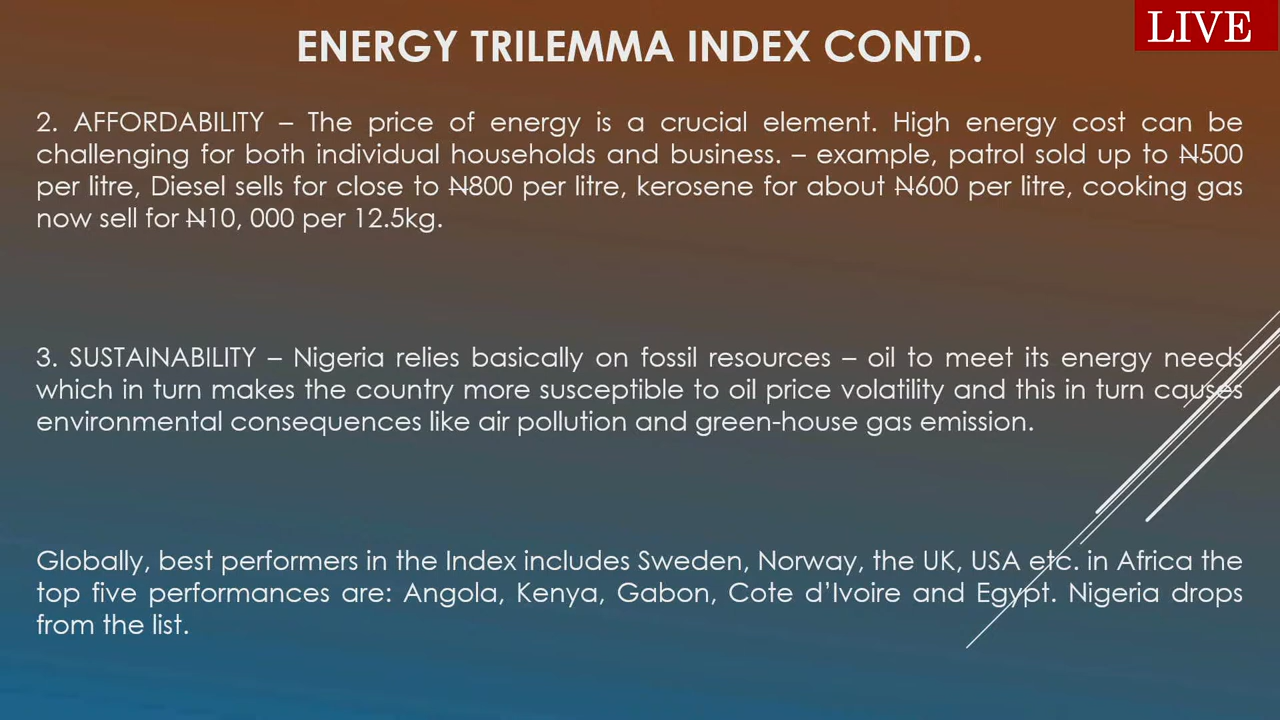 ENERGY TRILEMMA INDEX CONTD.
LIVE
2. AFFORDABILITY – The price of energy is a crucial element. High energy cost can be
challenging for both individual households and business. – example, patrol sold up to ₦500
per litre, Diesel sells for close to ₦800 per litre, kerosene for about ₦600 per litre, cooking gas
now sell for ₦10, 000 per 12.5kg.
3. SUSTAINABILITY – Nigeria relies basically on fossil resources – oil to meet its energy needs,
which in turn makes the country more susceptible to oil price volatility and this in turn causes
environmental consequences like air pollution and green-house gas emission.
Globally, best performers in the Index includes Sweden, Norway, the UK, USA etc. in Africa the
top five performances are: Angola, Kenya, Gabon, Cote d’Ivoire and Egypt. Nigeria drops
from the list.